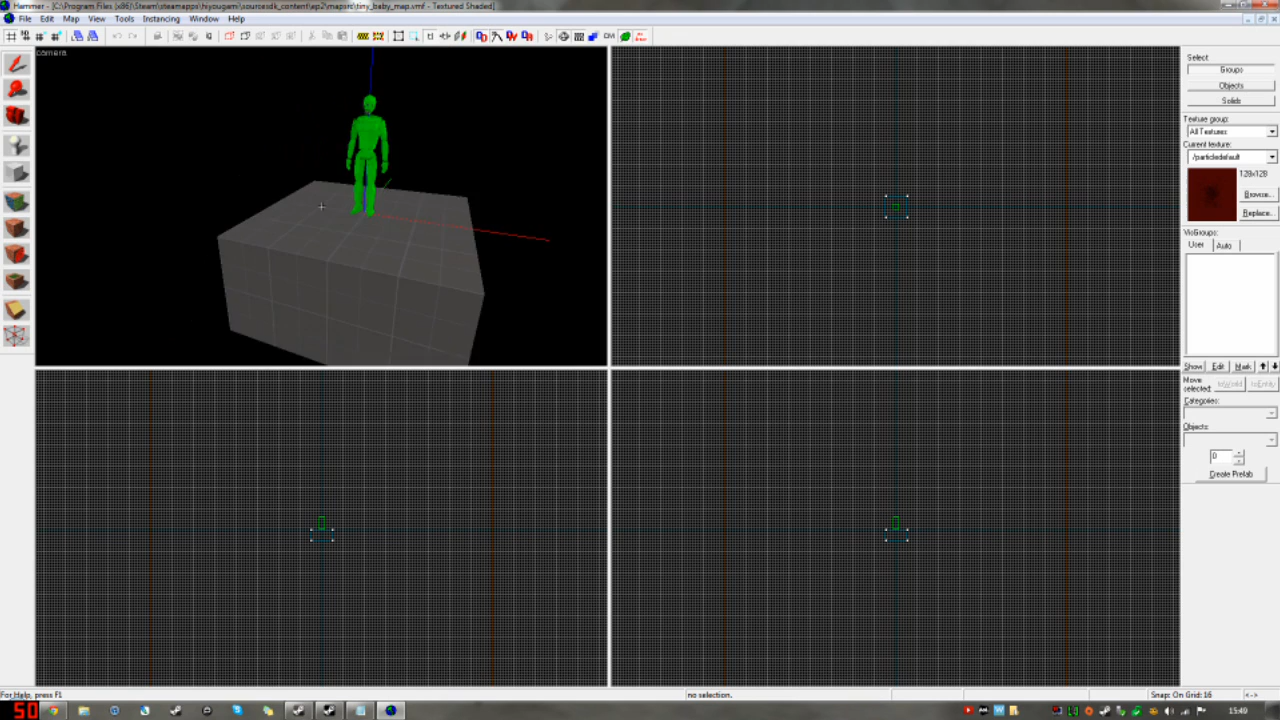 Hammer - [C:\Program Files (x86)\Steam\steamapps\hiyougami\sourcesdk_content\ep2\mapsrc\tiny_baby_map.vmf - Textured Shaded]
File Edit Map View Tools Instancing Window Help
camera
Select:
Groups
Objects
Solids
Texture group:
All Textures
Current texture:
/particledefault
128x128
Browse...
Replace...
VisGroups:
User Auto
Show Edit Mark
Move selected:
toWorld toEntity
Categories:
Objects:
0
Create Prefab
For Help, press F1
no selection.
Snap: On Grid: 16
<->
50
15:49